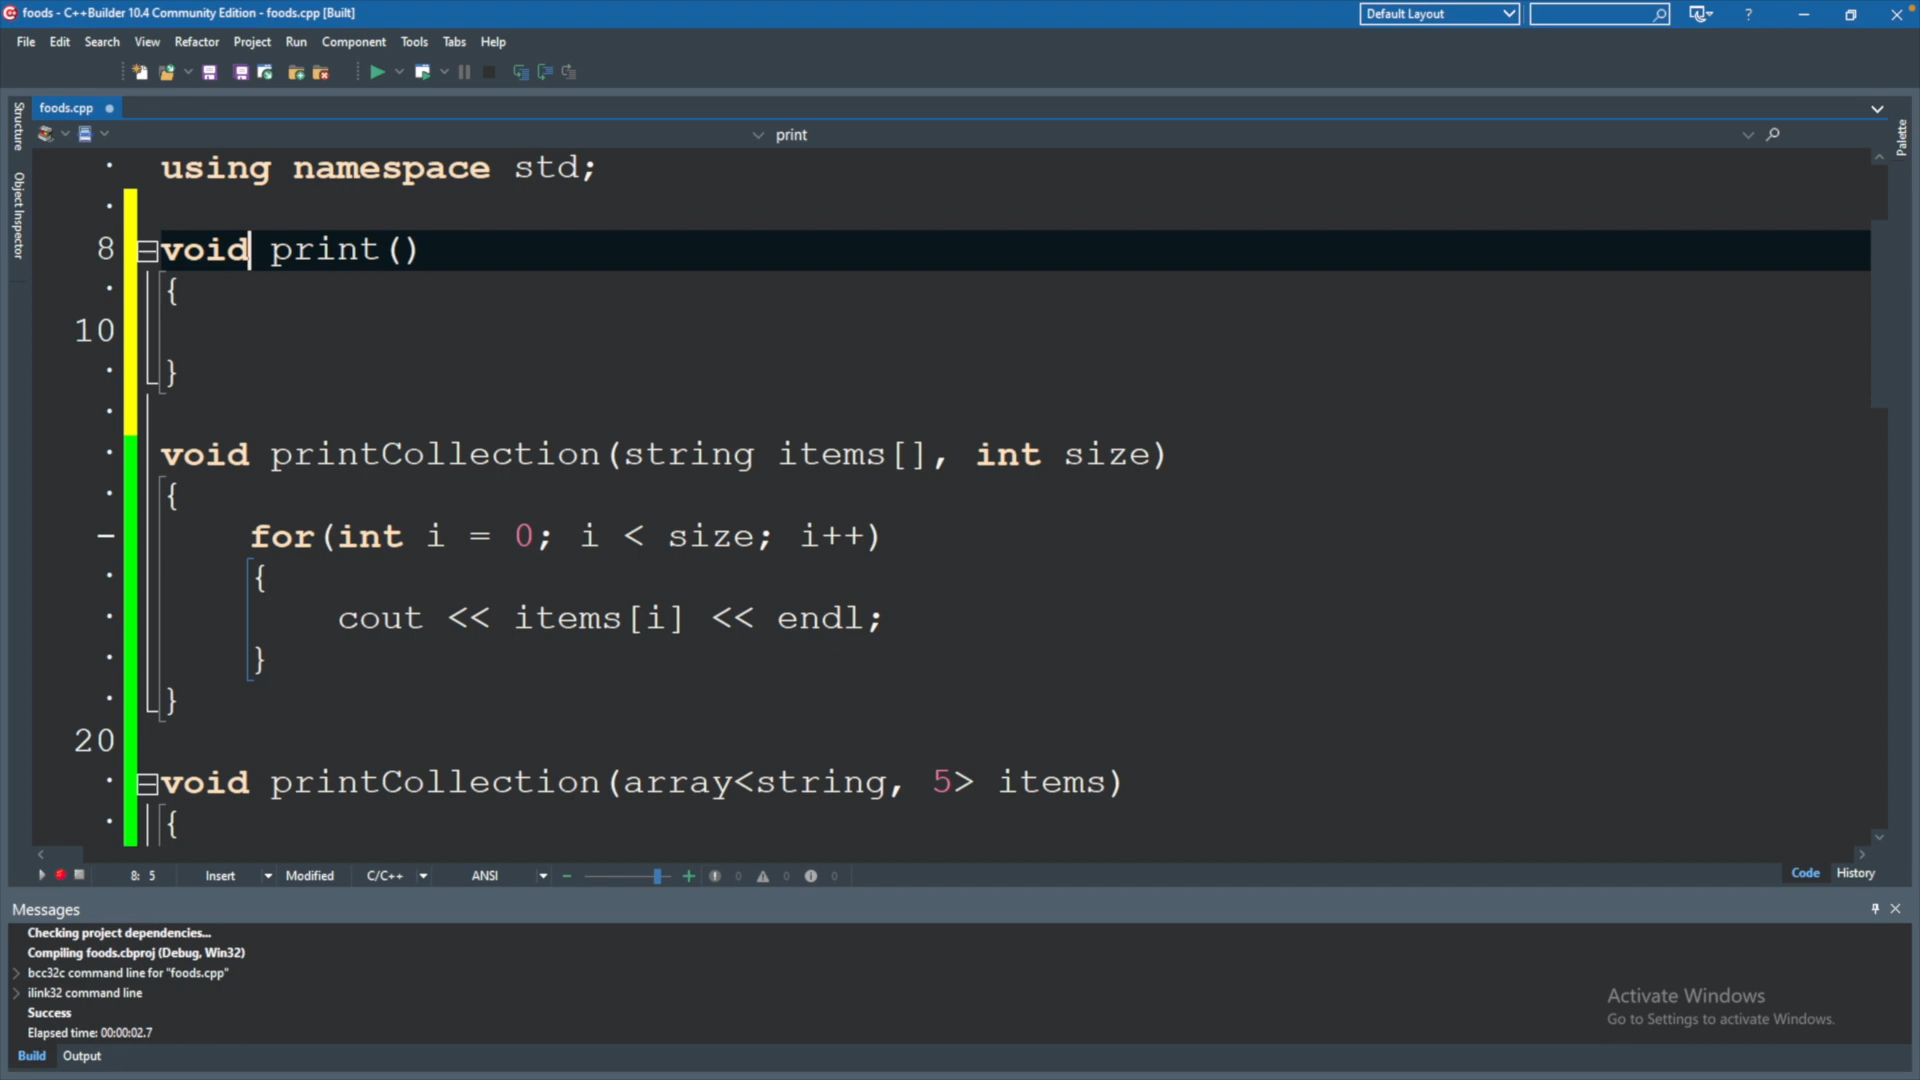 foods - C++Builder 10.4 Community Edition - foods.cpp [Built]
Default Layout
?
File Edit Search View Refactor Project Run Component Tools Tabs Help
foods.cpp
Structure
Object Inspector
Palette
print
using namespace std;
8 void print()
{
10
}
void printCollection(string items[], int size)
{
for(int i = 0; i < size; i++)
{
cout << items[i] << endl;
}
}
20
void printCollection(array<string, 5> items)
{
8: 5 Insert Modified C/C++ ANSI 0 0 0
Code History
Messages
Checking project dependencies...
Compiling foods.cbproj (Debug, Win32)
bcc32c command line for "foods.cpp"
ilink32 command line
Success
Elapsed time: 00:00:02.7
Activate Windows
Go to Settings to activate Windows.
Build Output